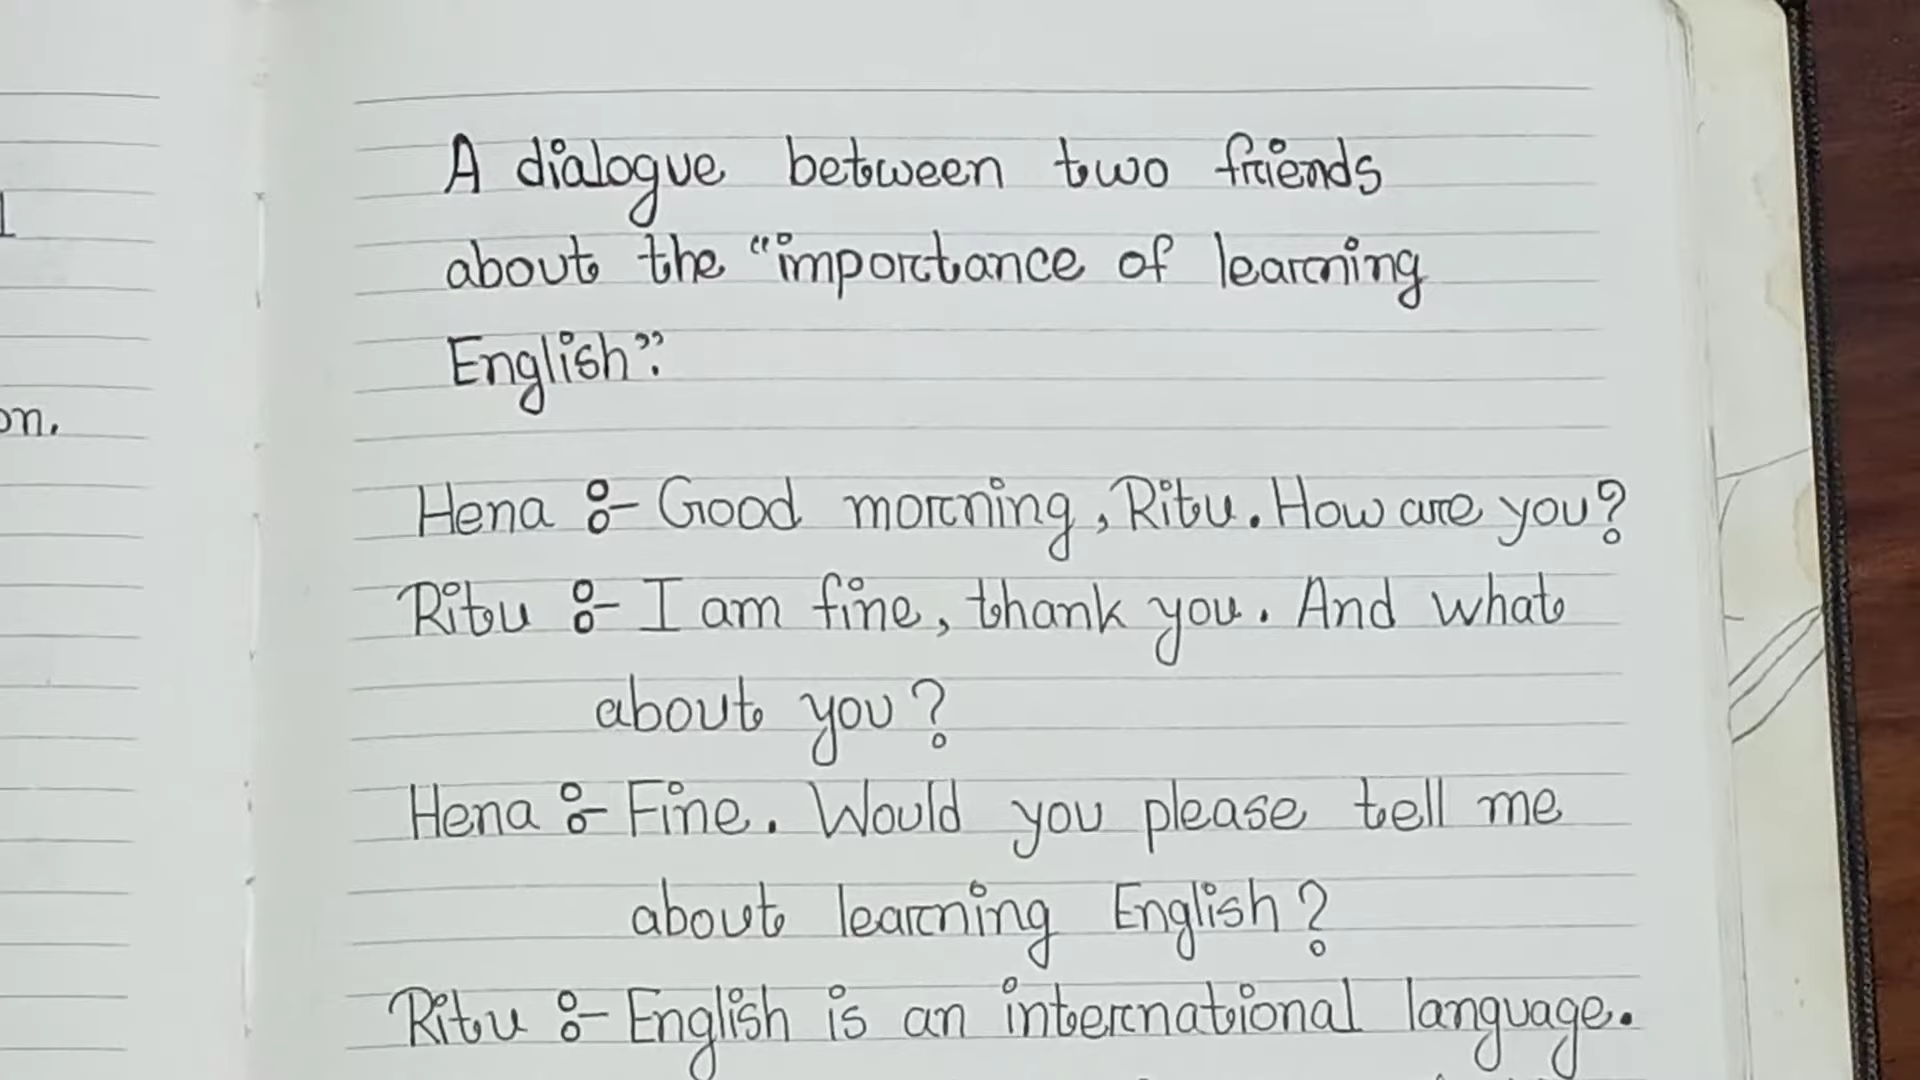 A dialogue between two friends
about the "importance of learning
English":
Hena :- Good morning, Ritu. How are you?
Ritu :- I am fine, thank you. And what
about you?
Hena :- Fine. Would you please tell me
about learning English?
Ritu :- English is an international language.
on.